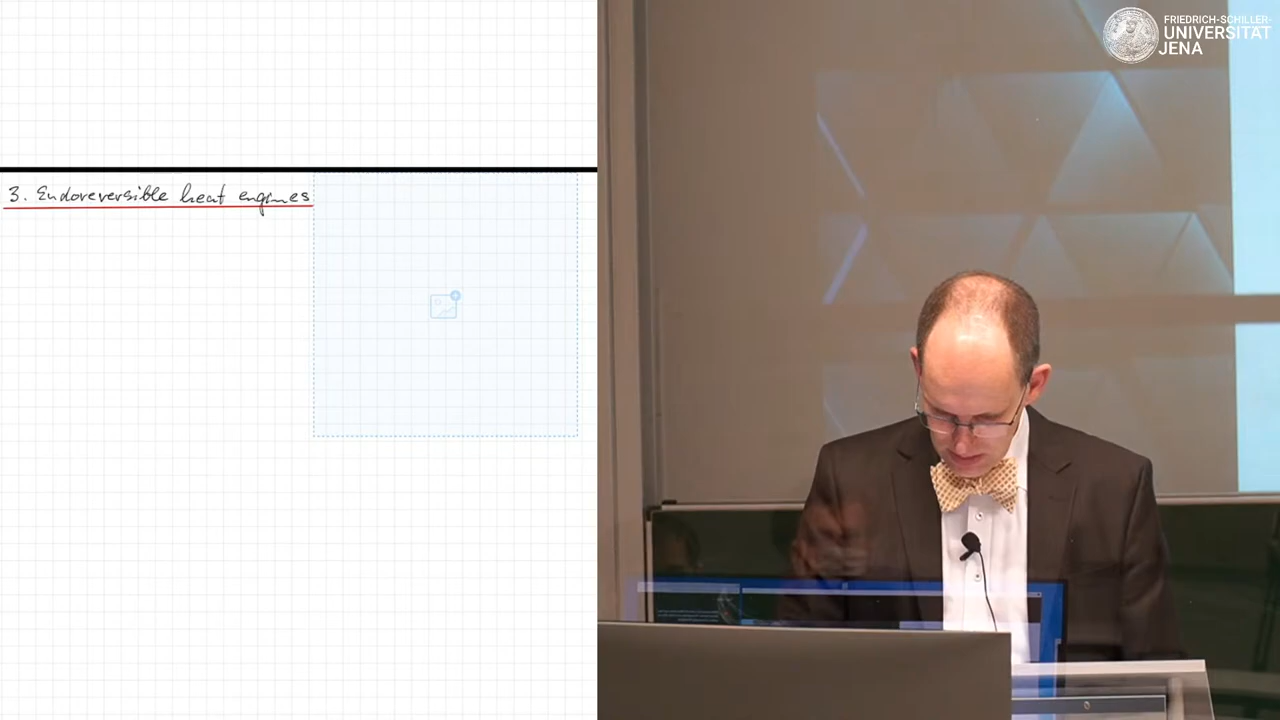 3. Endoreversible heat engines
FRIEDRICH-SCHILLER-
UNIVERSITÄT
JENA